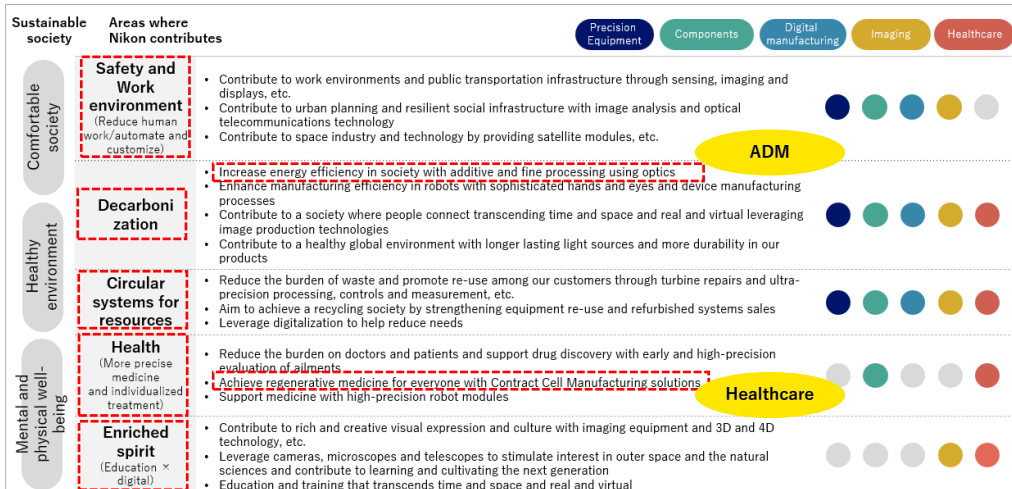 Sustainable
society
Areas where
Nikon contributes
Precision
Equipment
Components
Digital
manufacturing
Imaging
Healthcare
Comfortable
society
Safety and
Work
environment
(Reduce human
work/automate and
customize)
• Contribute to work environments and public transportation infrastructure through sensing, imaging and
displays, etc.
• Contribute to urban planning and resilient social infrastructure with image analysis and optical
telecommunications technology
• Contribute to space industry and technology by providing satellite modules, etc.
ADM
Healthy
environment
Decarboni
zation
• Increase energy efficiency in society with additive and fine processing using optics
• Enhance manufacturing efficiency in robots with sophisticated hands and eyes and device manufacturing
processes
• Contribute to a society where people connect transcending time and space and real and virtual leveraging
image production technologies
• Contribute to a healthy global environment with longer lasting light sources and more durability in our
products
Circular
systems for
resources
• Reduce the burden of waste and promote re-use among our customers through turbine repairs and ultra-
precision processing, controls and measurement, etc.
• Aim to achieve a recycling society by strengthening equipment re-use and refurbished systems sales
• Leverage digitalization to help reduce needs
Mental and
physical well-
being
Health
(More precise
medicine
and individualized
treatment)
• Reduce the burden on doctors and patients and support drug discovery with early and high-precision
evaluation of ailments
• Achieve regenerative medicine for everyone with Contract Cell Manufacturing solutions
• Support medicine with high-precision robot modules
Healthcare
Enriched
spirit
(Education ×
digital)
• Contribute to rich and creative visual expression and culture with imaging equipment and 3D and 4D
technology, etc.
• Leverage cameras, microscopes and telescopes to stimulate interest in outer space and the natural
sciences and contribute to learning and cultivating the next generation
• Education and training that transcends time and space and real and virtual